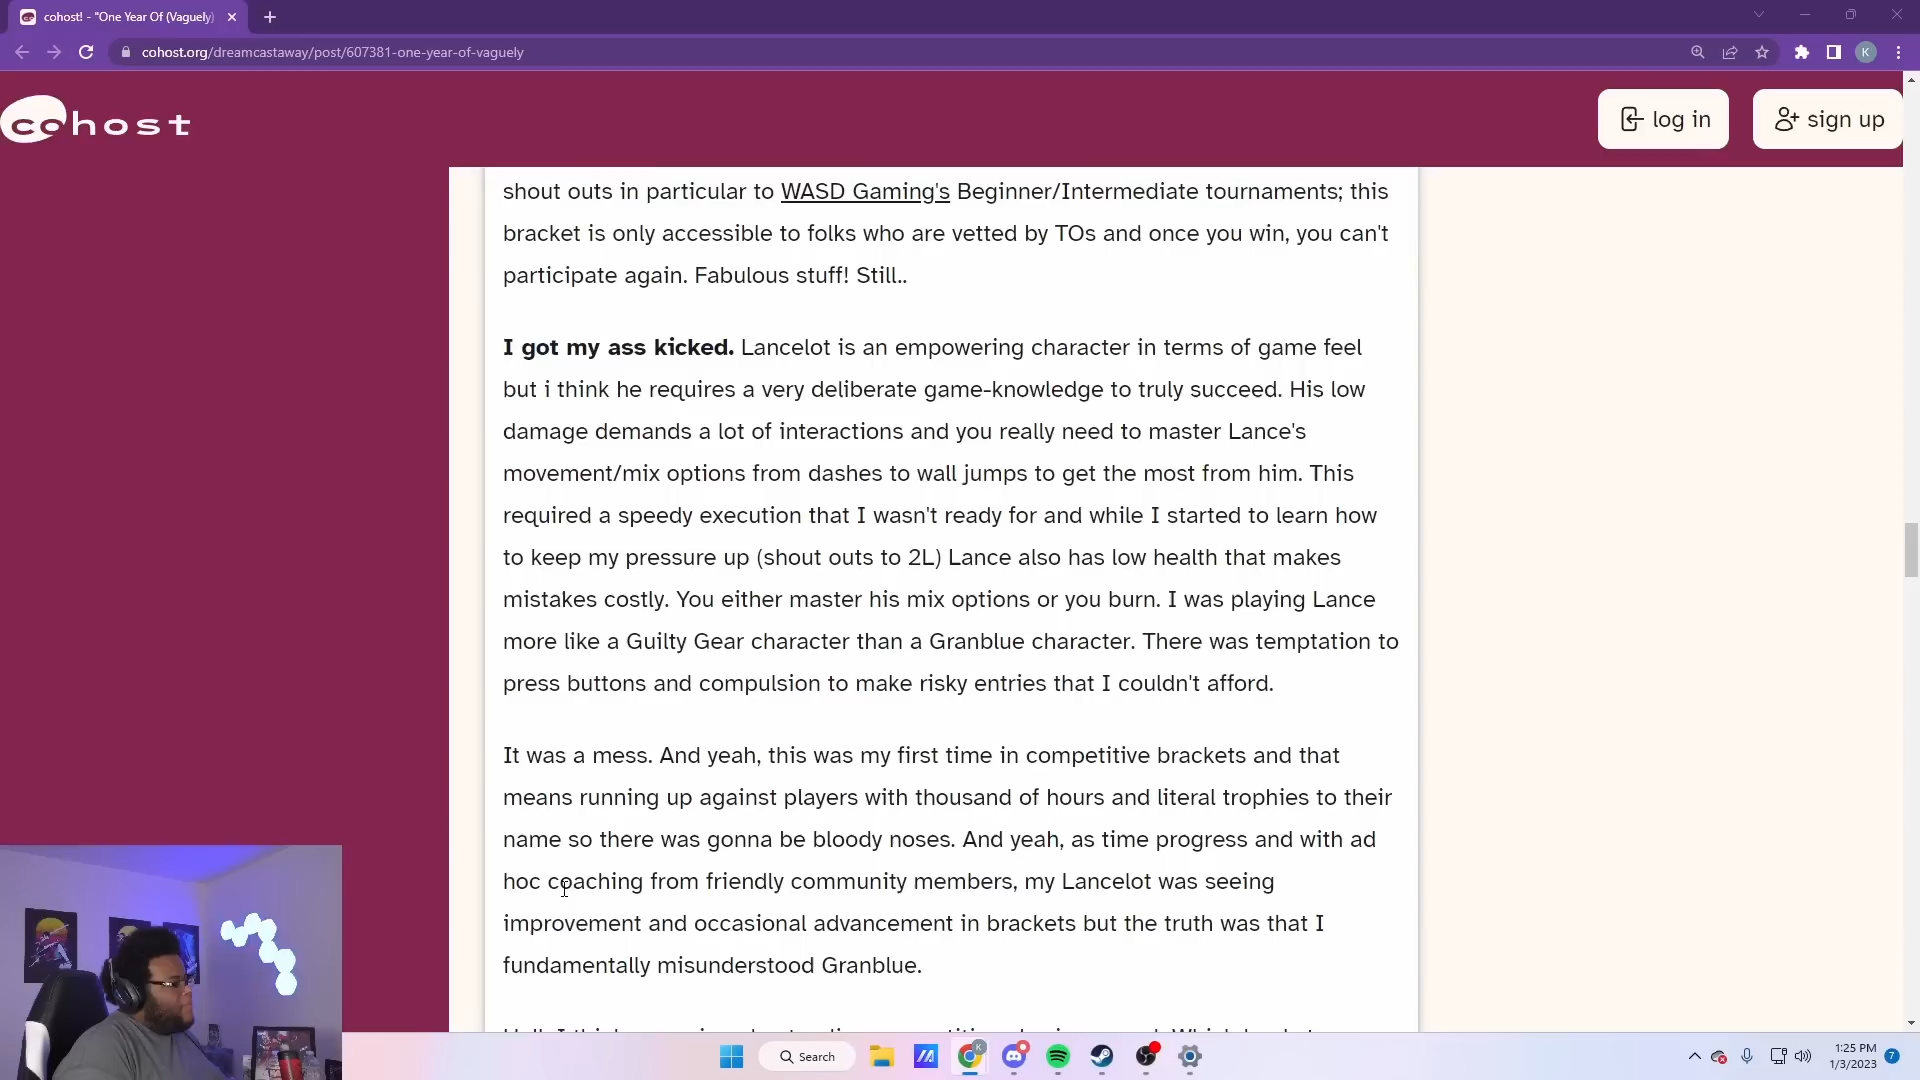 cohost! - "One Year Of (Vaguely)
cohost.org/dreamcastaway/post/607381-one-year-of-vaguely
K
cohost
log in
sign up
shout outs in particular to WASD Gaming's Beginner/Intermediate tournaments; this
bracket is only accessible to folks who are vetted by TOs and once you win, you can't
participate again. Fabulous stuff! Still..
I got my ass kicked. Lancelot is an empowering character in terms of game feel
but i think he requires a very deliberate game-knowledge to truly succeed. His low
damage demands a lot of interactions and you really need to master Lance's
movement/mix options from dashes to wall jumps to get the most from him. This
required a speedy execution that I wasn't ready for and while I started to learn how
to keep my pressure up (shout outs to 2L) Lance also has low health that makes
mistakes costly. You either master his mix options or you burn. I was playing Lance
more like a Guilty Gear character than a Granblue character. There was temptation to
press buttons and compulsion to make risky entries that I couldn't afford.
It was a mess. And yeah, this was my first time in competitive brackets and that
means running up against players with thousand of hours and literal trophies to their
name so there was gonna be bloody noses. And yeah, as time progress and with ad
hoc coaching from friendly community members, my Lancelot was seeing
improvement and occasional advancement in brackets but the truth was that I
fundamentally misunderstood Granblue.
Search
1:25 PM
1/3/2023
7